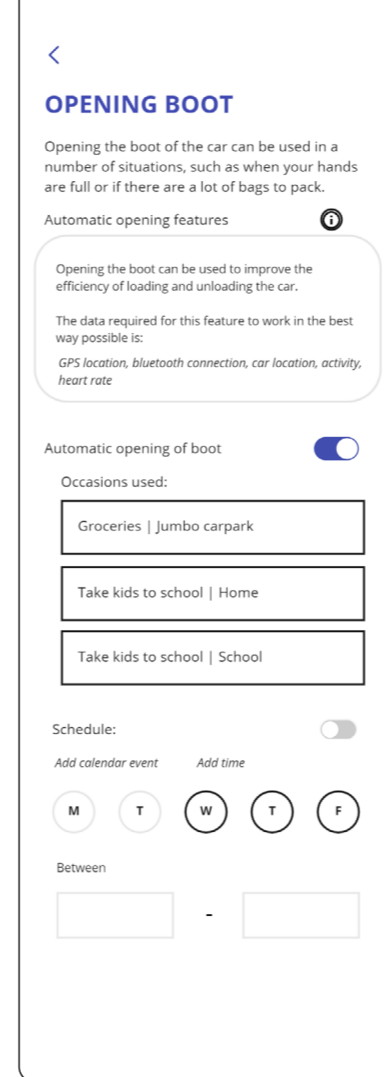 OPENING BOOT
Opening the boot of the car can be used in a
number of situations, such as when your hands
are full or if there are a lot of bags to pack.
Automatic opening features
Opening the boot can be used to improve the
efficiency of loading and unloading the car.
The data required for this feature to work in the best
way possible is:
GPS location, bluetooth connection, car location, activity,
heart rate
Automatic opening of boot
Occasions used:
Groceries | Jumbo carpark
Take kids to school | Home
Take kids to school | School
Schedule:
Add calendar event Add time
M T W T F
Between
-